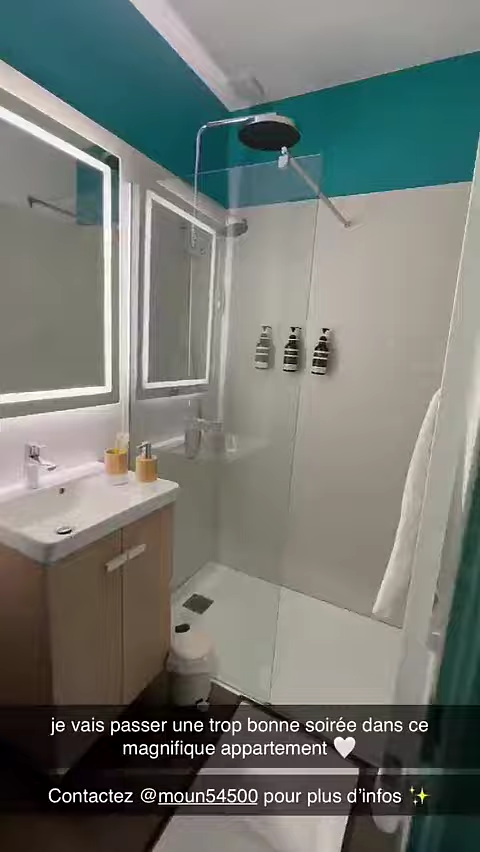 je vais passer une trop bonne soirée dans ce
magnifique appartement 🤍
Contactez @moun54500 pour plus d'infos ✨